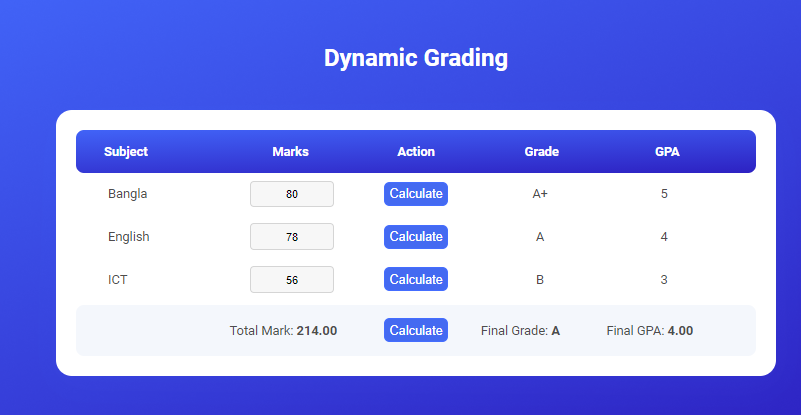 Dynamic Grading
Subject Marks Action Grade GPA
Bangla 80 Calculate A+ 5
English 78 Calculate A 4
ICT 56 Calculate B 3
Total Mark: 214.00 Calculate Final Grade: A Final GPA: 4.00